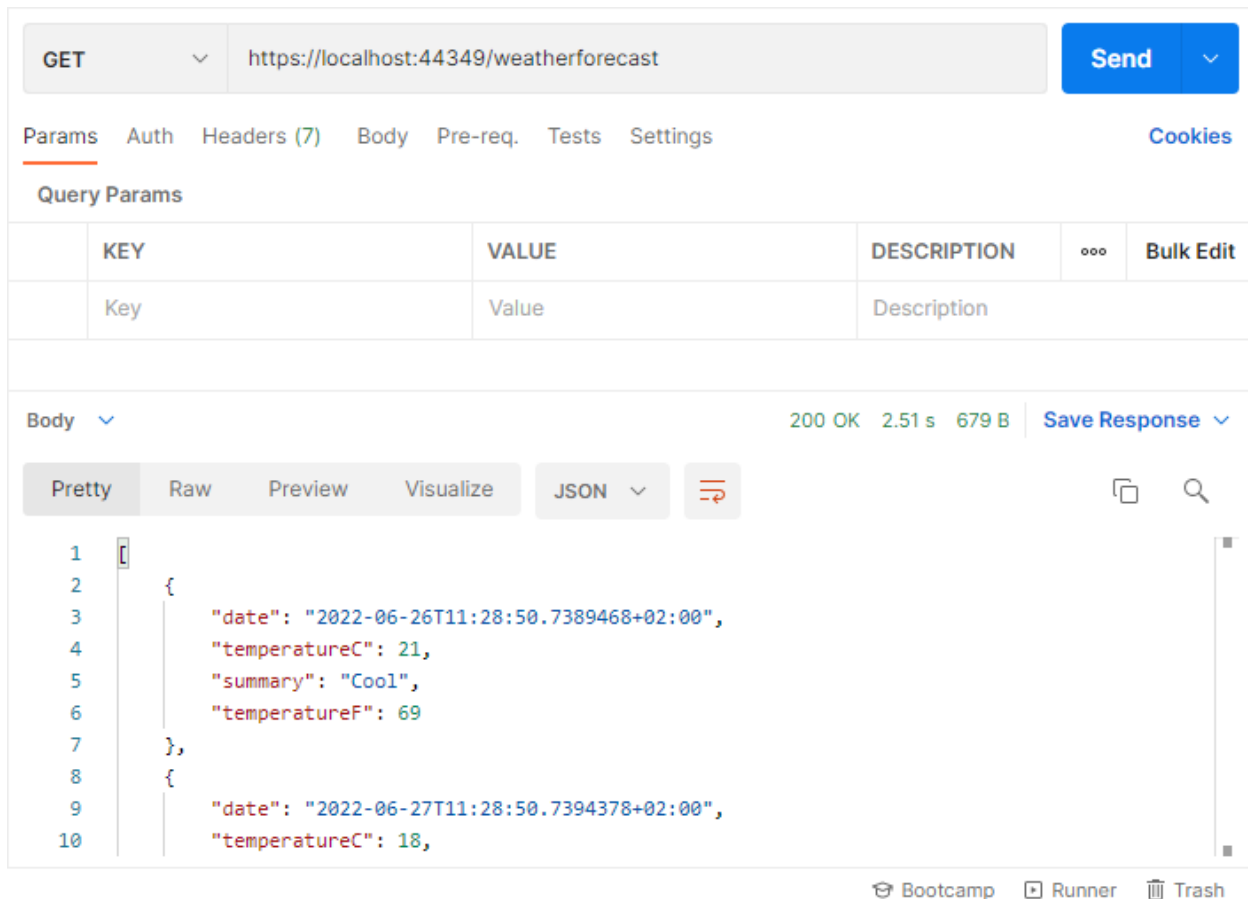 GET https://localhost:44349/weatherforecast Send
Params Auth Headers (7) Body Pre-req. Tests Settings Cookies
Query Params
KEY VALUE DESCRIPTION ooo Bulk Edit
Key Value Description
Body 200 OK 2.51 s 679 B Save Response
Pretty Raw Preview Visualize JSON
1 [
2 {
3 "date": "2022-06-26T11:28:50.7389468+02:00",
4 "temperatureC": 21,
5 "summary": "Cool",
6 "temperatureF": 69
7 },
8 {
9 "date": "2022-06-27T11:28:50.7394378+02:00",
10 "temperatureC": 18,
Bootcamp Runner Trash